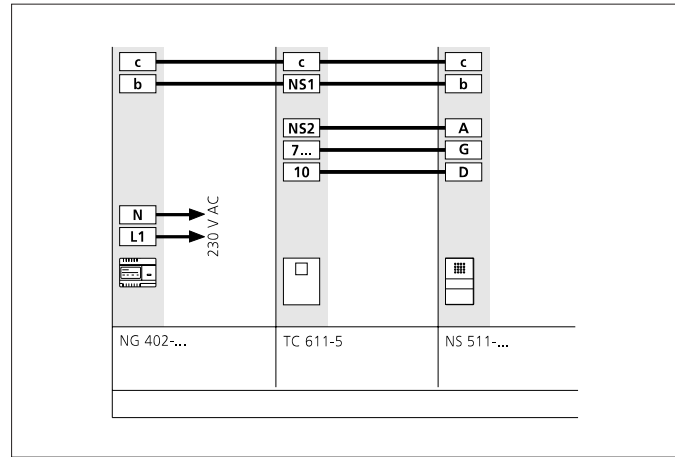 c c c
b NS1 b
NS2 A
7... G
10 D
N
L1
230 V AC
NG 402-... TC 611-5 NS 511-...